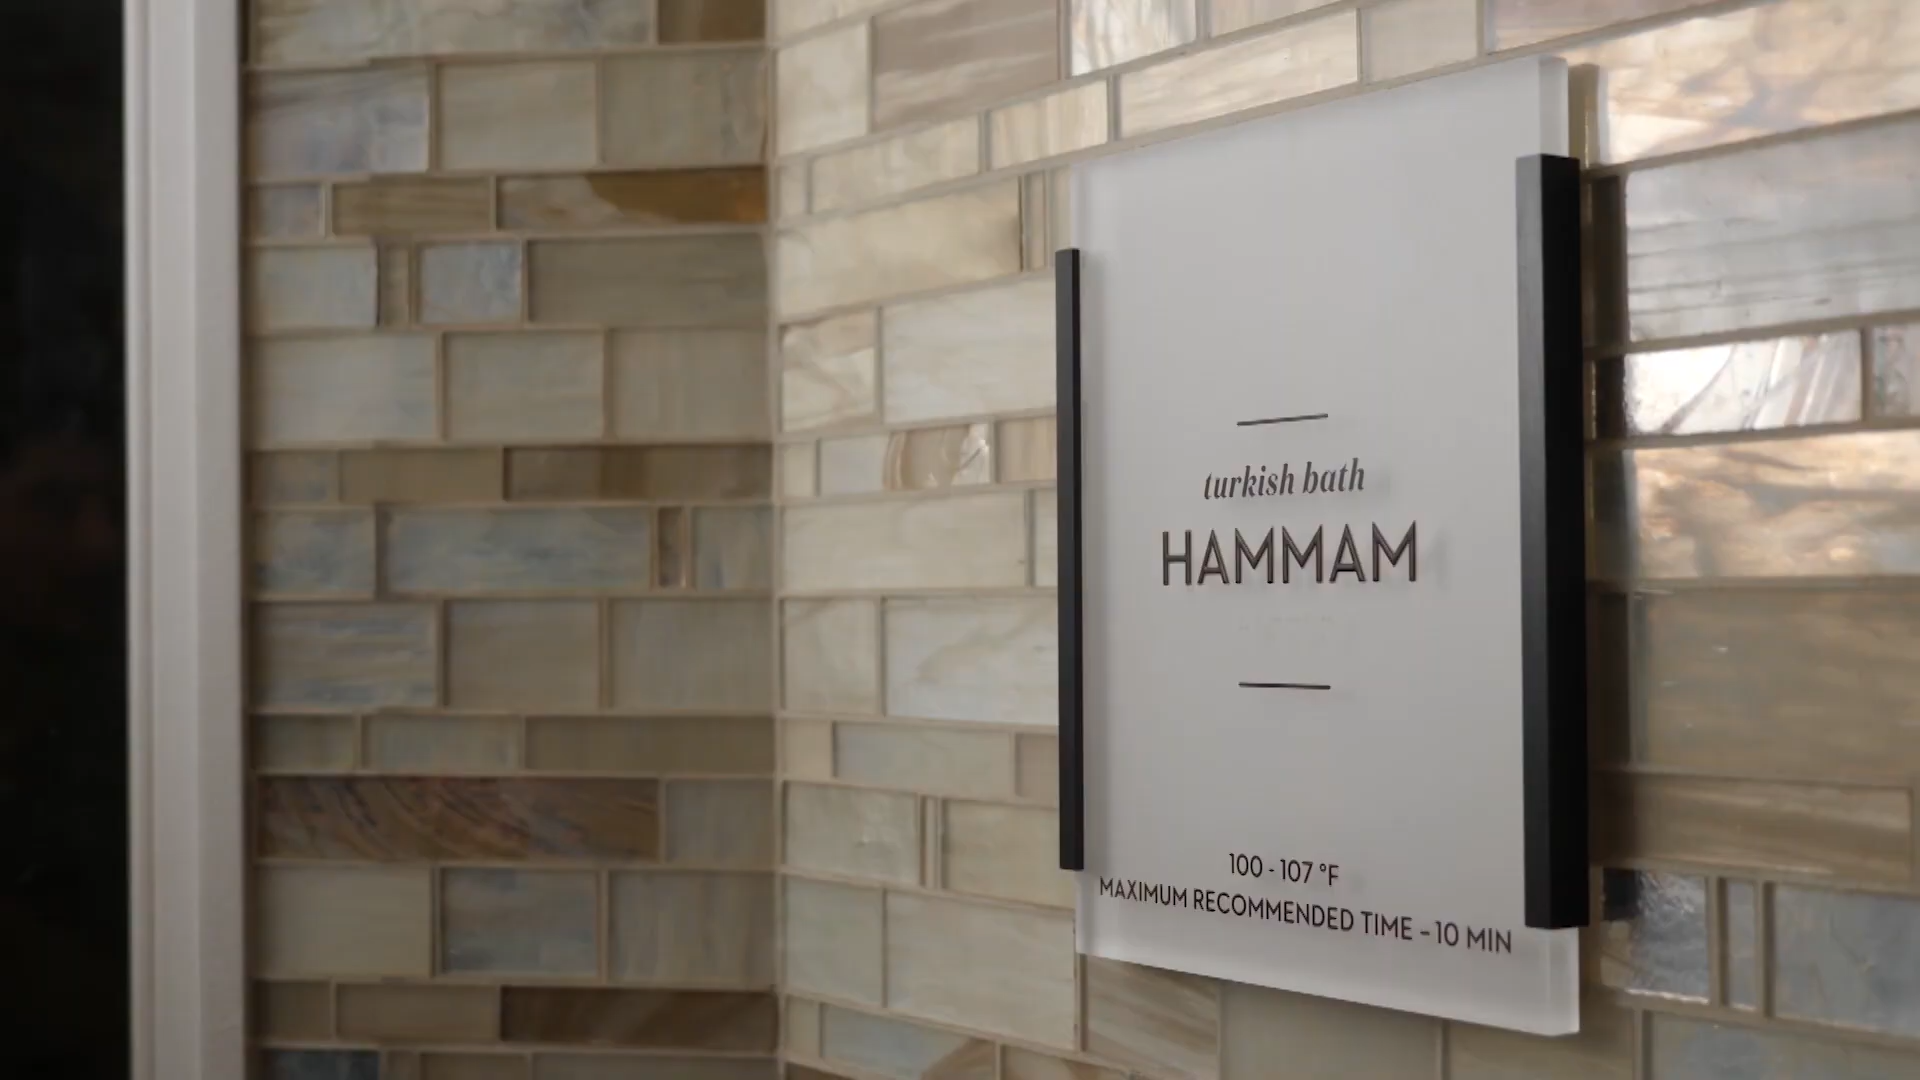 turkish bath
HAMMAM
100 - 107 °F
MAXIMUM RECOMMENDED TIME - 10 MIN